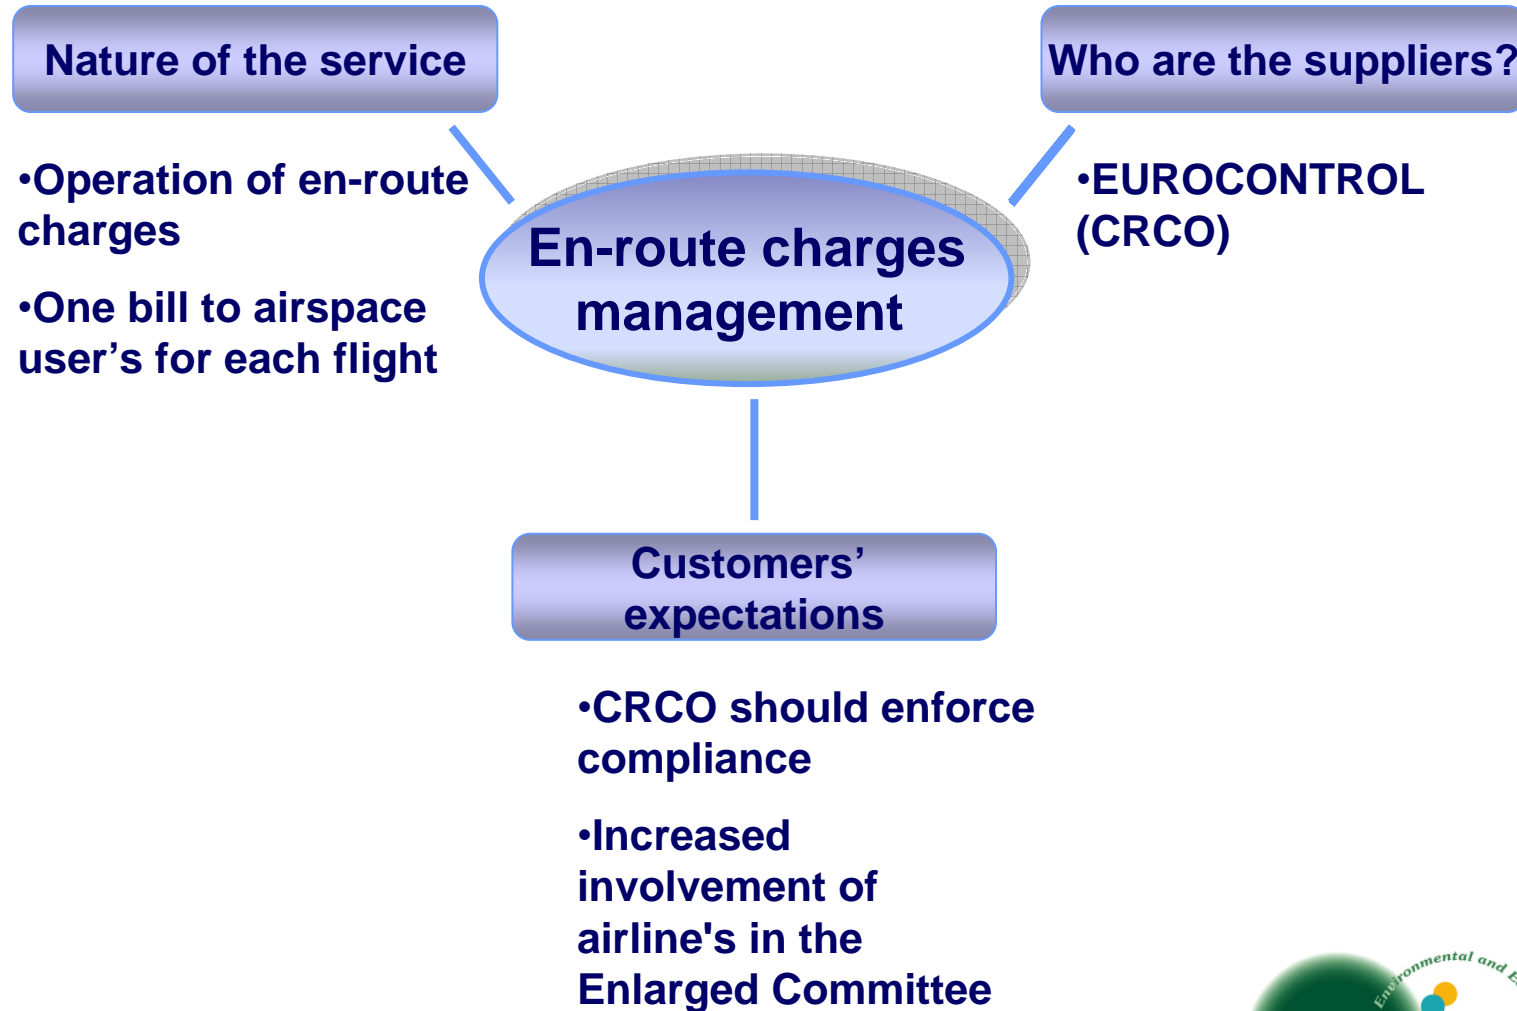 Nature of the service
Who are the suppliers?
•Operation of en-route
charges
•One bill to airspace
user’s for each flight
En-route charges
management
•EUROCONTROL
(CRCO)
Customers’
expectations
•CRCO should enforce
compliance
•Increased
involvement of
airline's in the
Enlarged Committee
mental and